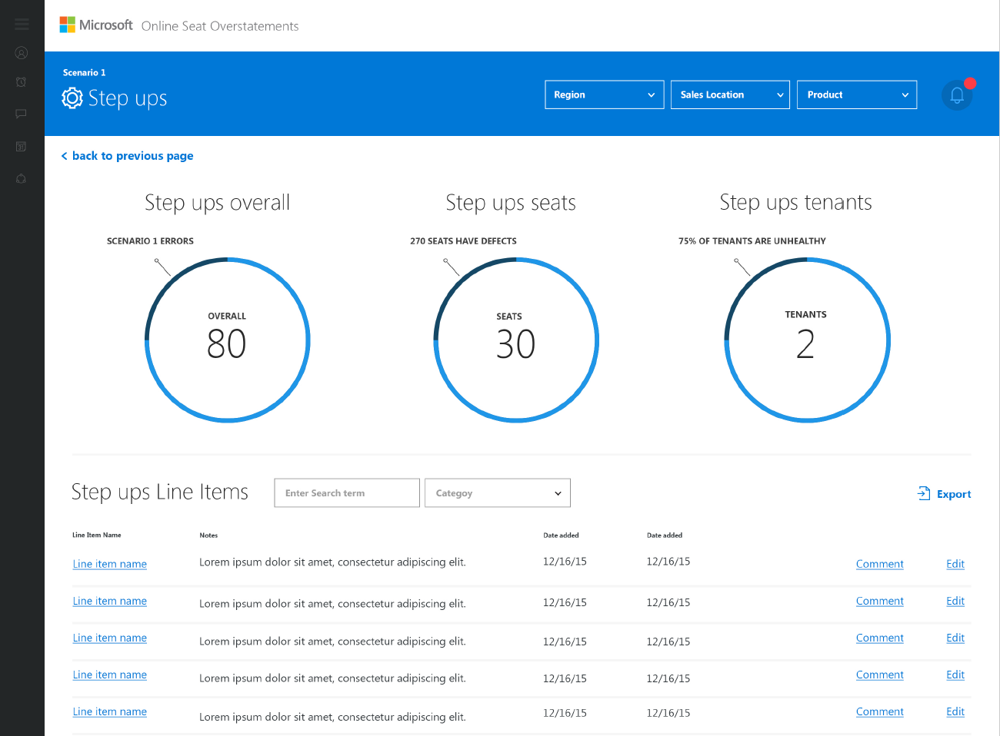 Microsoft Online Seat Overstatements
Scenario 1
Step ups
Region
Sales Location
Product
< back to previous page
Step ups overall
Step ups seats
Step ups tenants
SCENARIO 1 ERRORS
270 SEATS HAVE DEFECTS
75% OF TENANTS ARE UNHEALTHY
OVERALL
80
SEATS
30
TENANTS
2
Step ups Line Items
Enter Search term
Categoy
Export
Line Item Name Notes Date added Date added
Line item name Lorem ipsum dolor sit amet, consectetur adipiscing elit. 12/16/15 12/16/15 Comment Edit
Line item name Lorem ipsum dolor sit amet, consectetur adipiscing elit. 12/16/15 12/16/15 Comment Edit
Line item name Lorem ipsum dolor sit amet, consectetur adipiscing elit. 12/16/15 12/16/15 Comment Edit
Line item name Lorem ipsum dolor sit amet, consectetur adipiscing elit. 12/16/15 12/16/15 Comment Edit
Line item name Lorem ipsum dolor sit amet, consectetur adipiscing elit. 12/16/15 12/16/15 Comment Edit